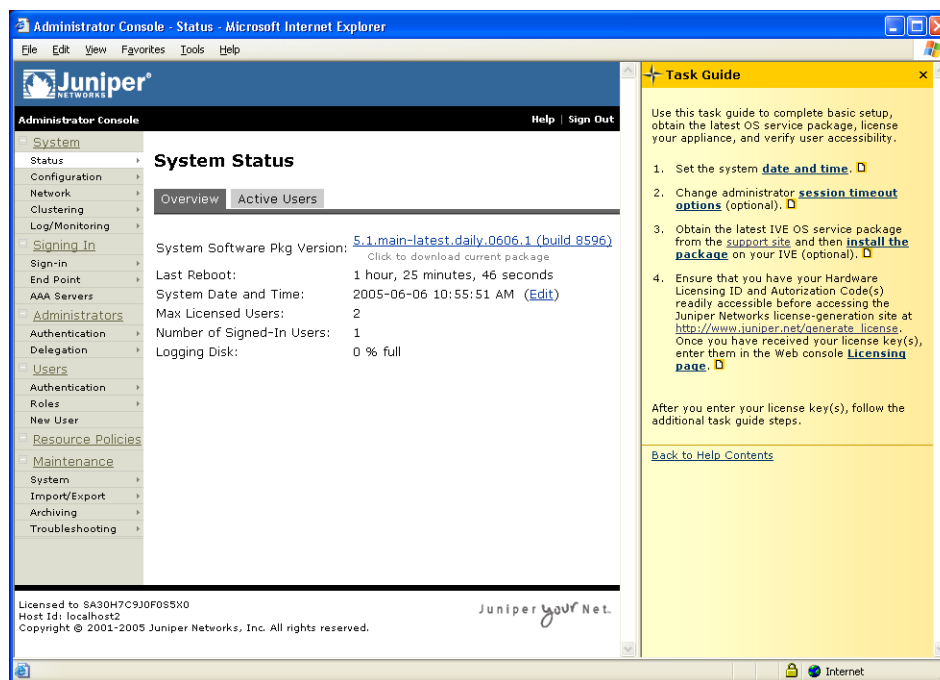 Administrator Console - Status - Microsoft Internet Explorer
File Edit View Favorites Tools Help
Juniper®
NETWORKS
Administrator Console
Help | Sign Out
System
Status
Configuration
Network
Clustering
Log/Monitoring
Signing In
Sign-in
End Point
AAA Servers
Administrators
Authentication
Delegation
Users
Authentication
Roles
New User
Resource Policies
Maintenance
System
Import/Export
Archiving
Troubleshooting
System Status
Overview Active Users
System Software Pkg Version: 5.1.main-latest.daily.0606.1 (build 8596)
Click to download current package
Last Reboot: 1 hour, 25 minutes, 46 seconds
System Date and Time: 2005-06-06 10:55:51 AM (Edit)
Max Licensed Users: 2
Number of Signed-In Users: 1
Logging Disk: 0 % full
Licensed to SA30H7C9J0F0S5X0
Host Id: localhost2
Copyright © 2001-2005 Juniper Networks, Inc. All rights reserved.
Juniper your Net.
Task Guide
Use this task guide to complete basic setup,
obtain the latest OS service package, license
your appliance, and verify user accessibility.
1. Set the system date and time.
2. Change administrator session timeout
options (optional).
3. Obtain the latest IVE OS service package
from the support site and then install the
package on your IVE (optional).
4. Ensure that you have your Hardware
Licensing ID and Autorization Code(s)
readily accessible before accessing the
Juniper Networks license-generation site at
http://www.juniper.net/generate_license.
Once you have received your license key(s),
enter them in the Web console Licensing
page.
After you enter your license key(s), follow the
additional task guide steps.
Back to Help Contents
Internet